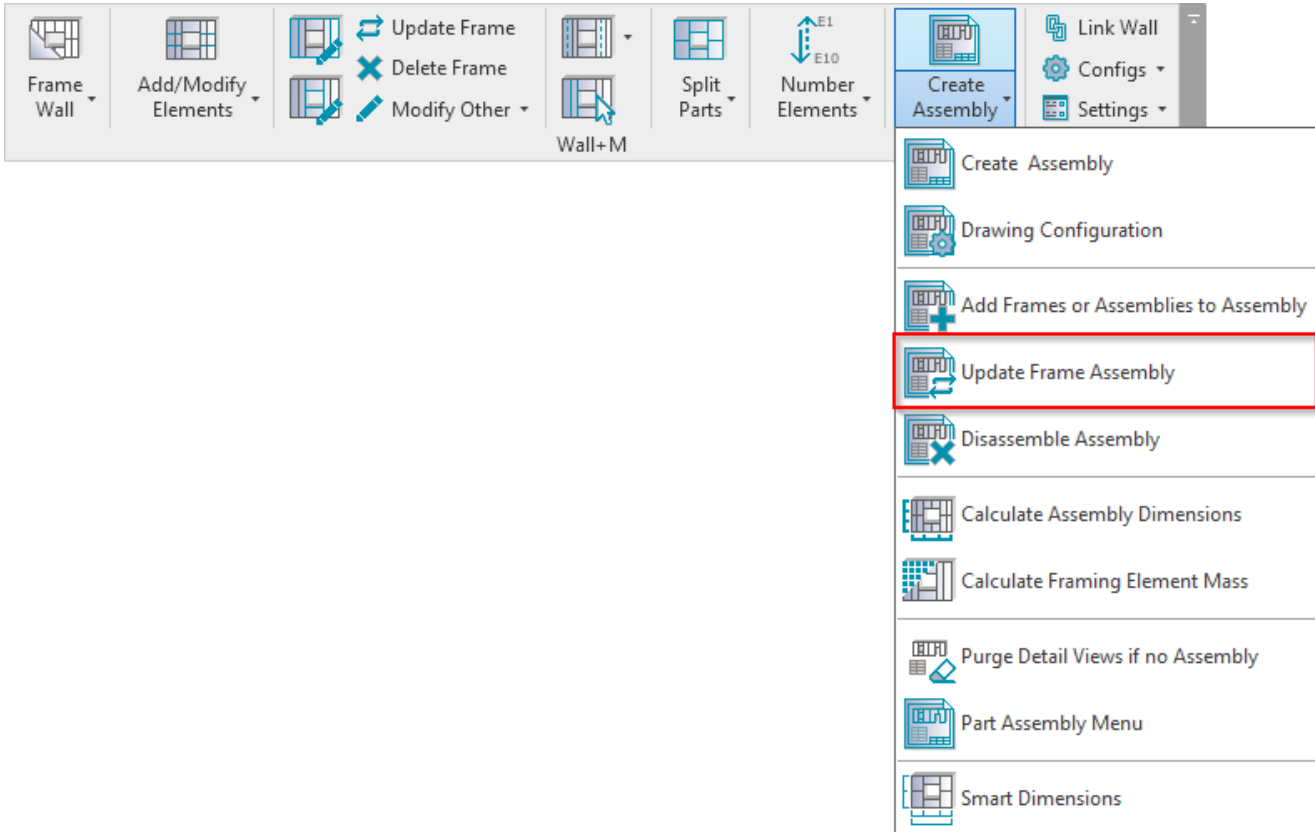 Frame
Wall
Add/Modify
Elements
Update Frame
Delete Frame
Modify Other
Split
Parts
E1
E10
Number
Elements
Create
Assembly
Link Wall
Configs
Settings
Wall+M
Create Assembly
Drawing Configuration
Add Frames or Assemblies to Assembly
Update Frame Assembly
Disassemble Assembly
Calculate Assembly Dimensions
Calculate Framing Element Mass
Purge Detail Views if no Assembly
Part Assembly Menu
Smart Dimensions